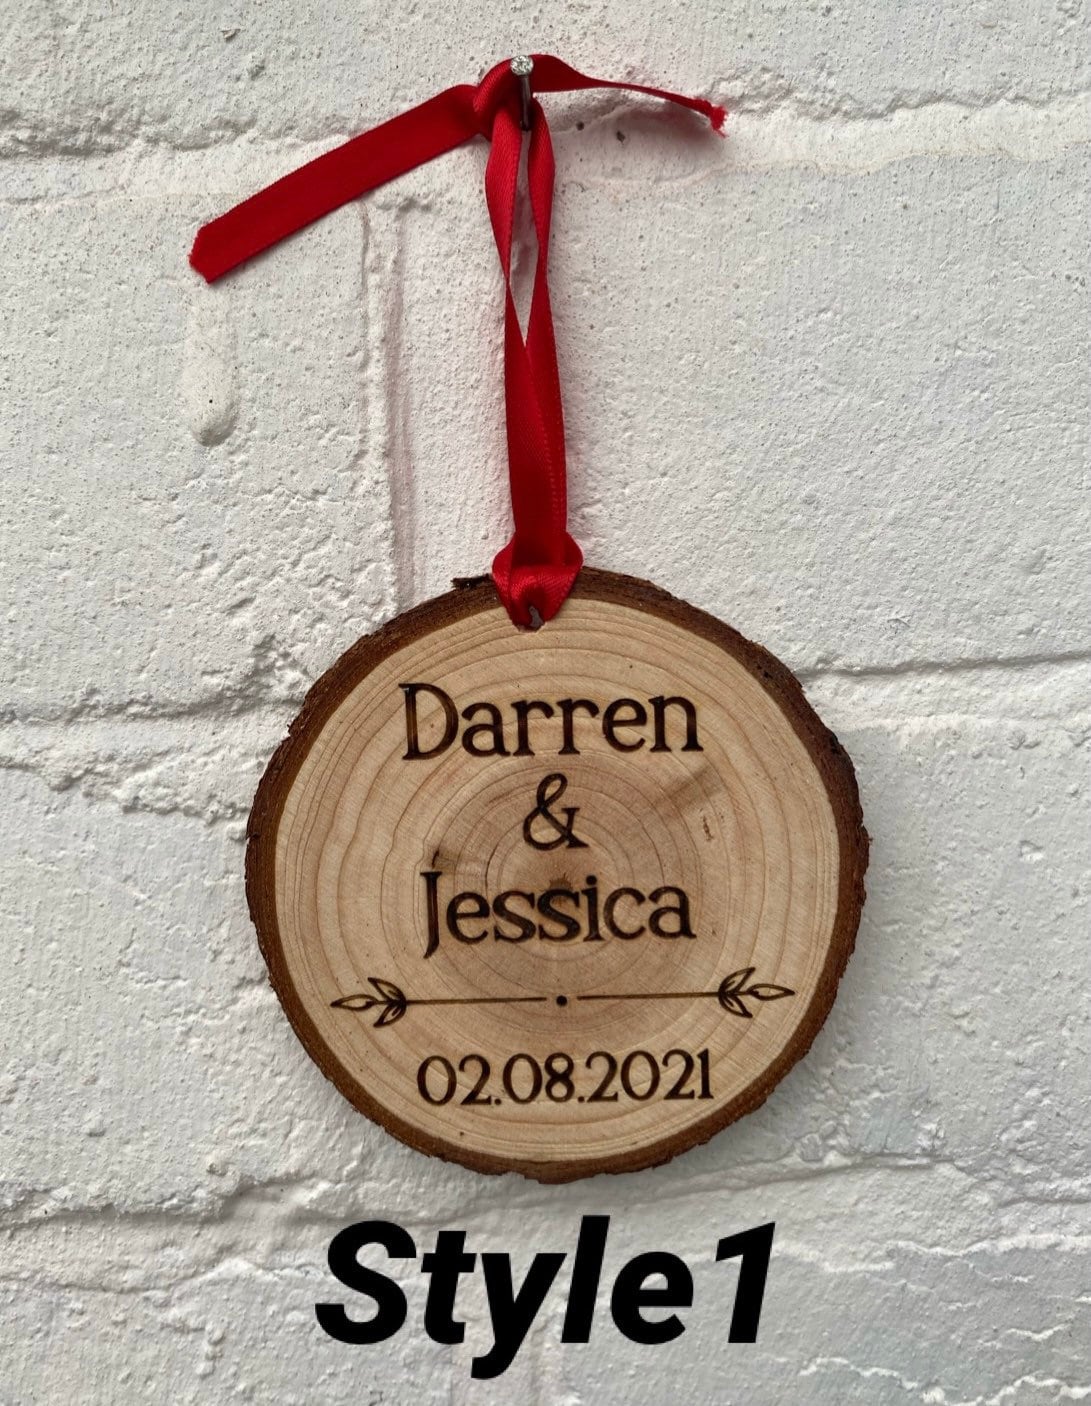 Darren
&
Jessica
02.08.2021
Style1